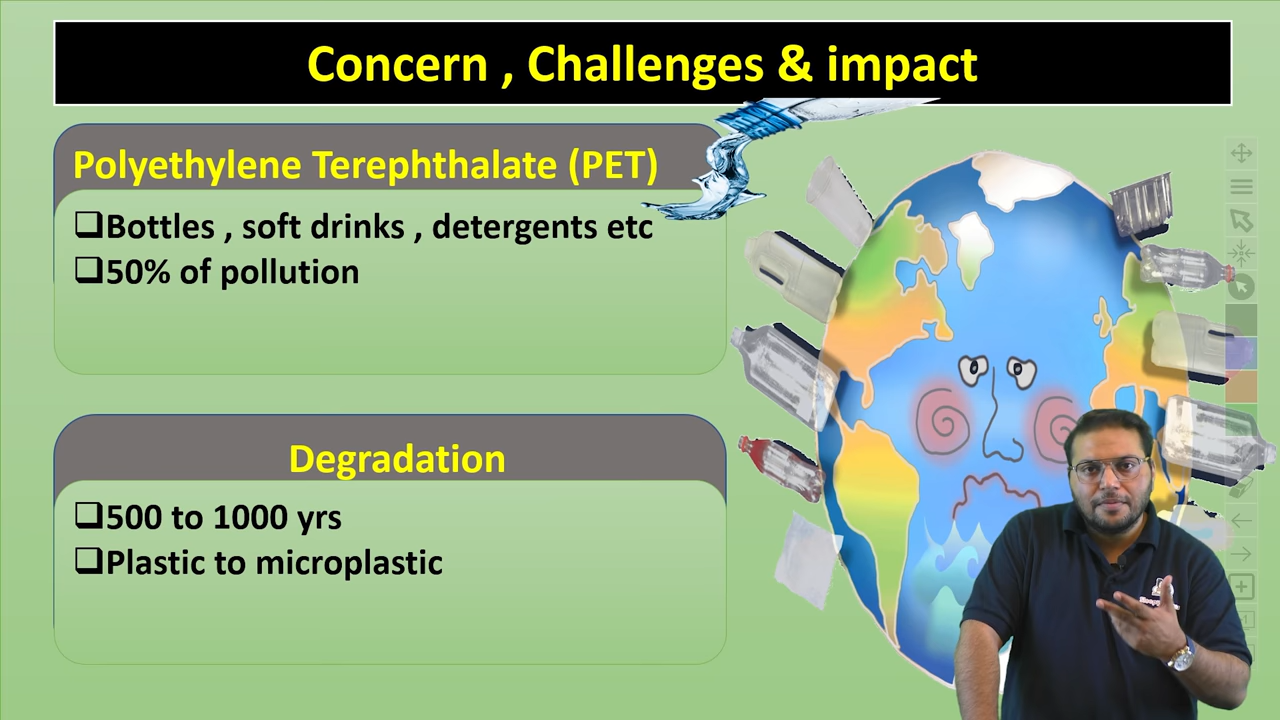 Concern , Challenges & impact
Polyethylene Terephthalate (PET)
❑Bottles , soft drinks , detergents etc
❑50% of pollution
Degradation
❑500 to 1000 yrs
❑Plastic to microplastic